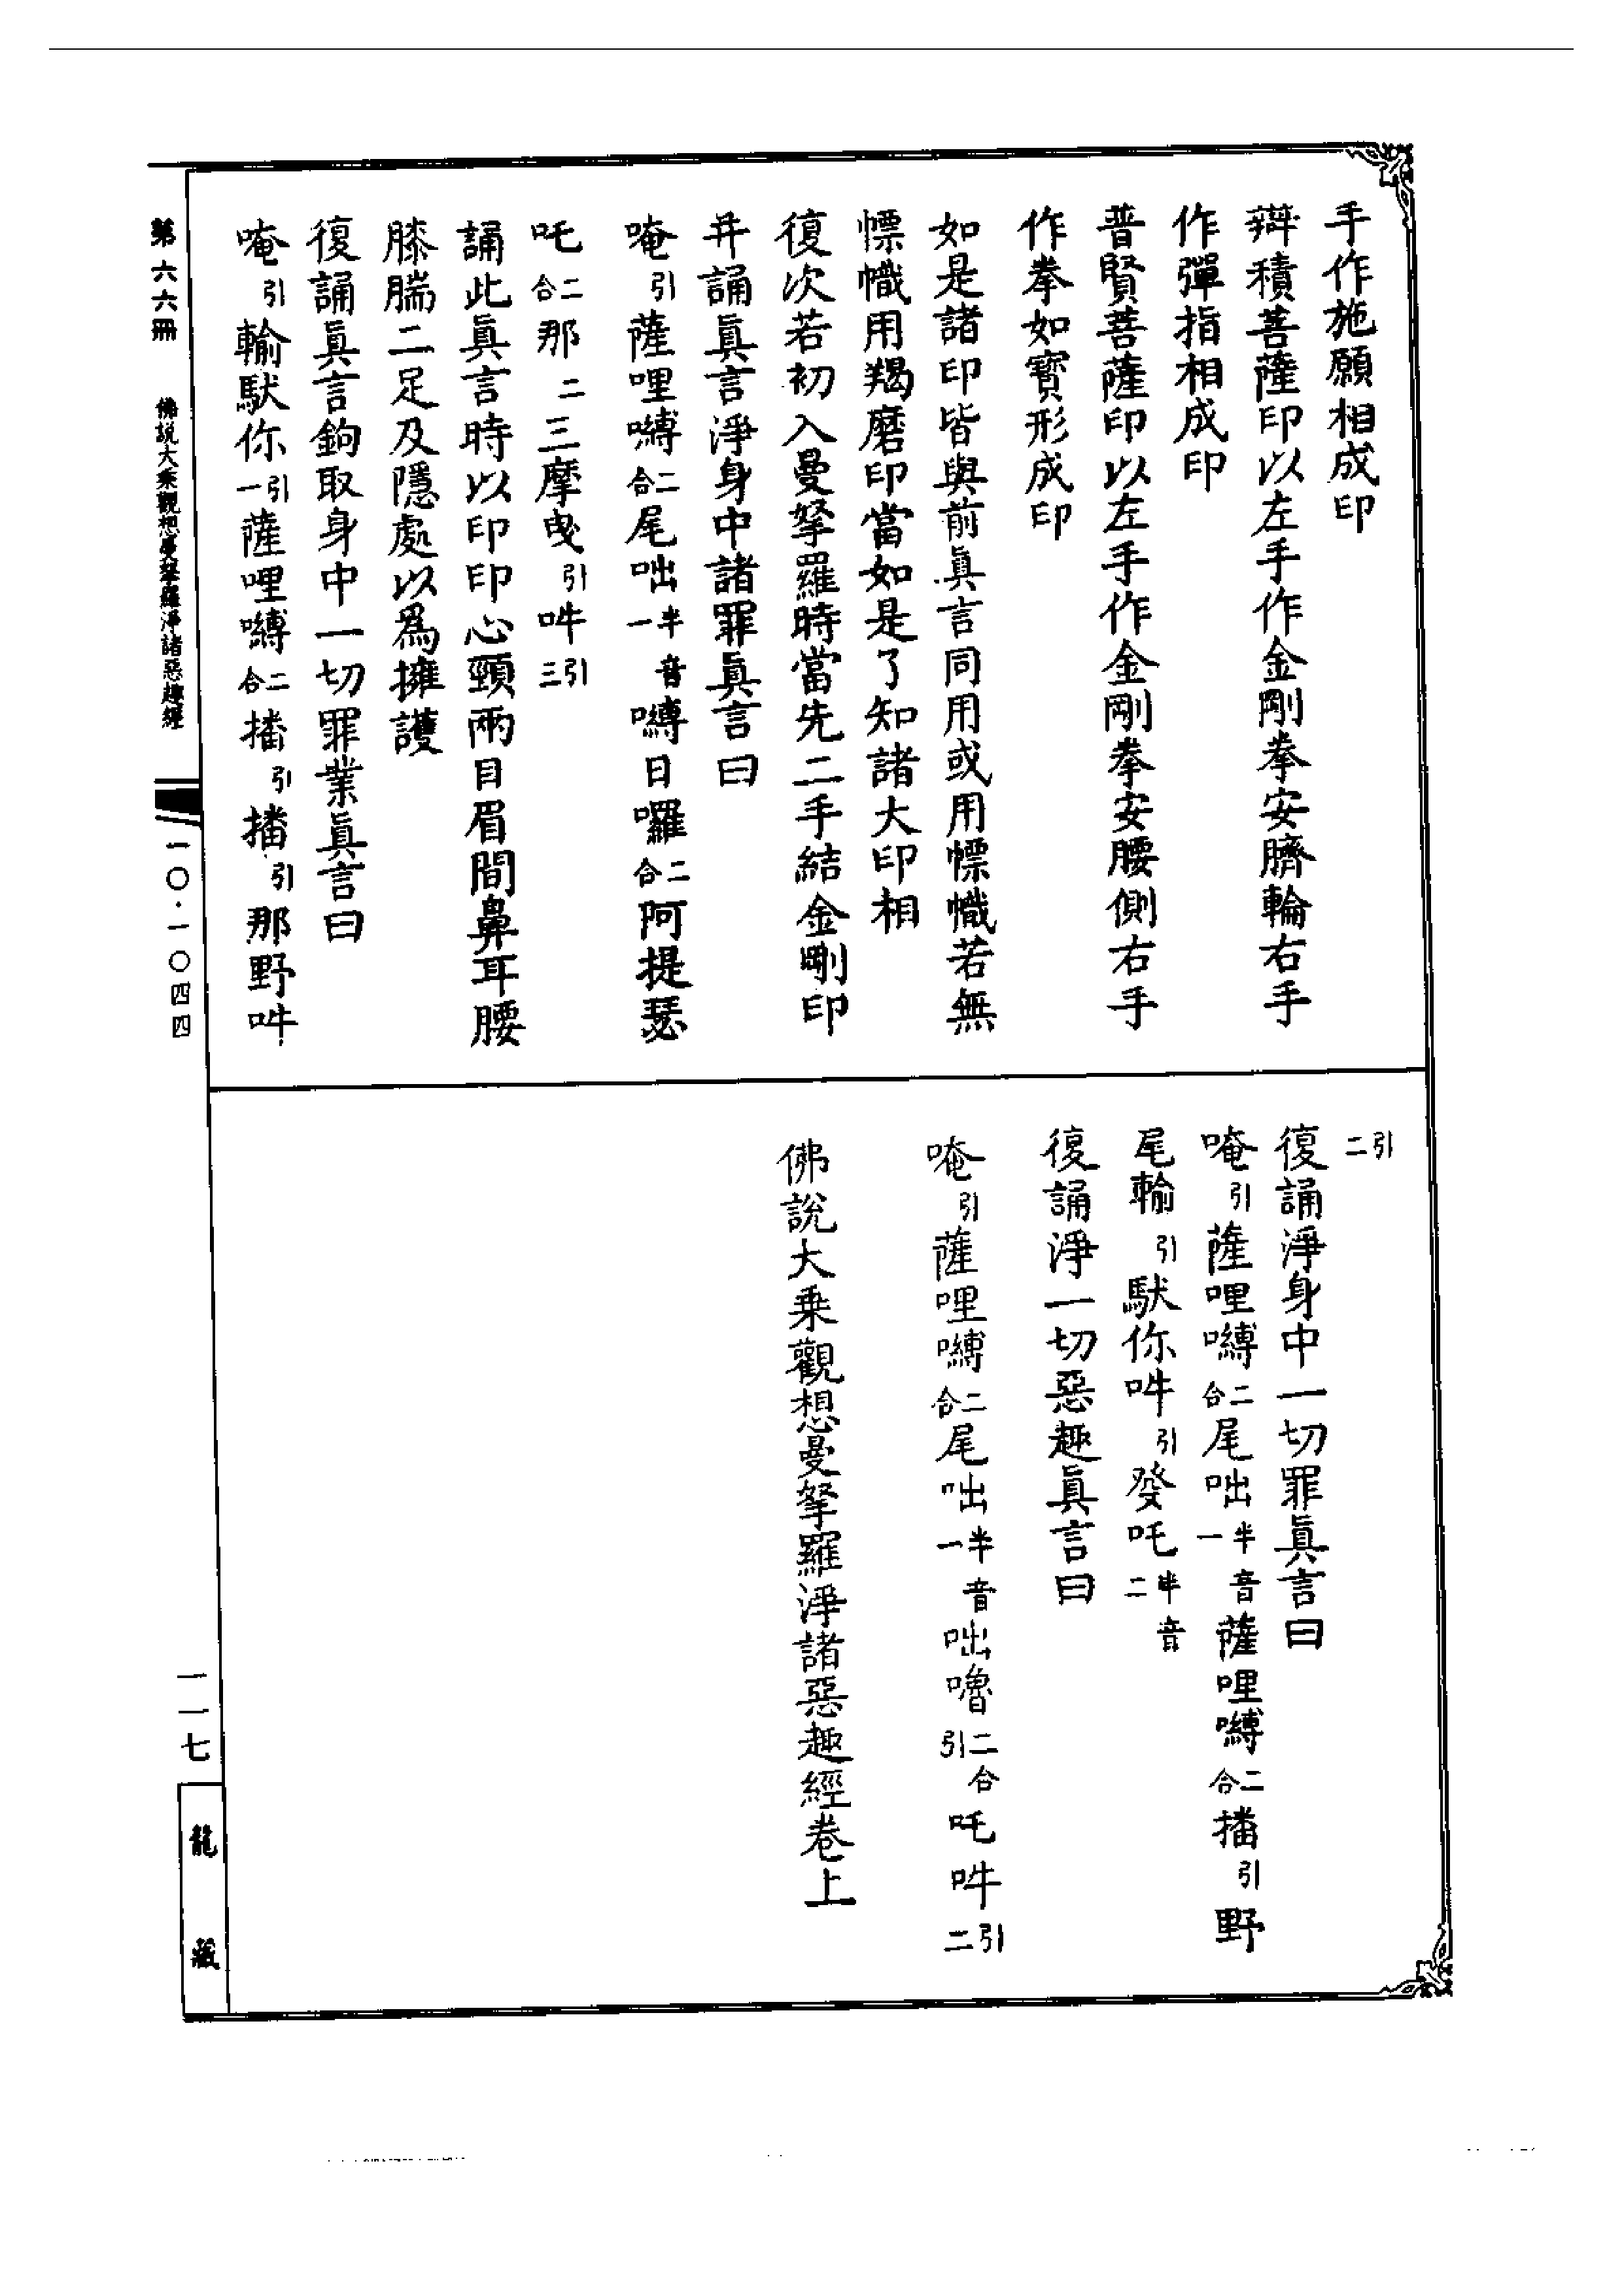 手作施願相成印
辯積菩薩印以左手作金剛拳安臍輪右手
作彈指相成印
普賢菩薩印以左手作金剛拳安腰側右手
作拳如寶形成印
如是諸印皆與前眞言同用或用幖幟若無
幖幟用羯磨印當如是了知諸大印相
復次若初入曼拏羅時當先二手結金剛印
并誦眞言淨身中諸罪眞言曰
唵引薩哩嚩二合尾咄半音一嚩日囉二合阿提瑟
吒二合那二三摩曳引吽引三
誦此眞言時以印印心頸兩目眉間鼻耳腰
膝腨二足及隱處以為擁護
復誦眞言鉤取身中一切罪業眞言曰
唵引輸馱你引一薩哩嚩二合播引播引那野吽
引二
復誦淨身中一切罪眞言曰
唵引薩哩嚩二合尾咄半音一薩哩嚩二合播引野
尾輸引馱你吽引癹吒半音二
復誦淨一切惡趣眞言曰
唵引薩哩嚩二合尾咄半音一咄嚕二合引吒吽引二
佛說大乘觀想曼拏羅淨諸惡趣經卷上
第六六冊 佛說大乘觀想曼拏羅淨諸惡趣經 一〇·一〇四四 一一七 龍藏